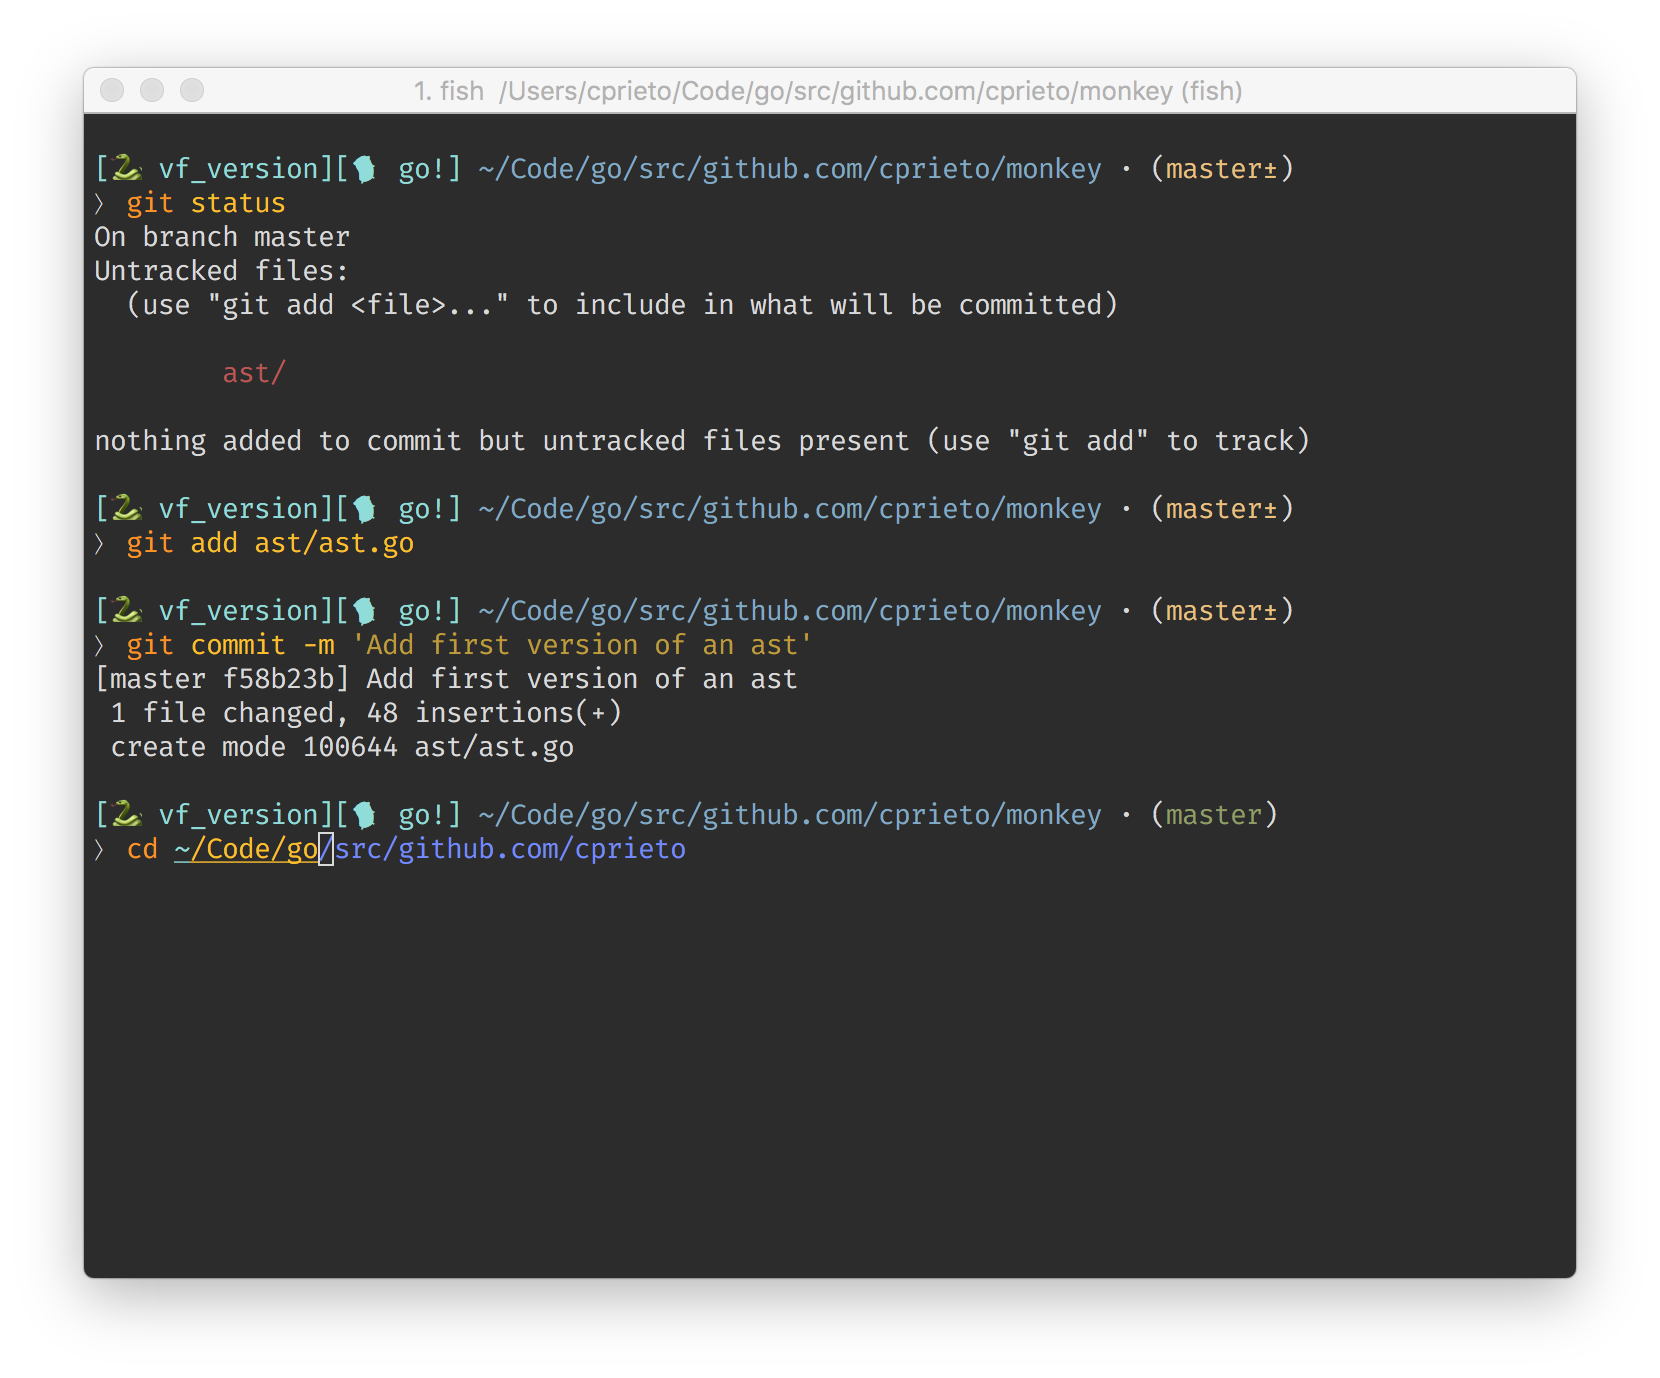 1. fish /Users/cprieto/Code/go/src/github.com/cprieto/monkey (fish)
[🐍 vf_version][ go!] ~/Code/go/src/github.com/cprieto/monkey · (master±)
〉 git status
On branch master
Untracked files:
  (use "git add <file>..." to include in what will be committed)
        ast/
nothing added to commit but untracked files present (use "git add" to track)
[🐍 vf_version][ go!] ~/Code/go/src/github.com/cprieto/monkey · (master±)
〉 git add ast/ast.go
[🐍 vf_version][ go!] ~/Code/go/src/github.com/cprieto/monkey · (master±)
〉 git commit -m 'Add first version of an ast'
[master f58b23b] Add first version of an ast
 1 file changed, 48 insertions(+)
 create mode 100644 ast/ast.go
[🐍 vf_version][ go!] ~/Code/go/src/github.com/cprieto/monkey · (master)
〉 cd ~/Code/go/src/github.com/cprieto